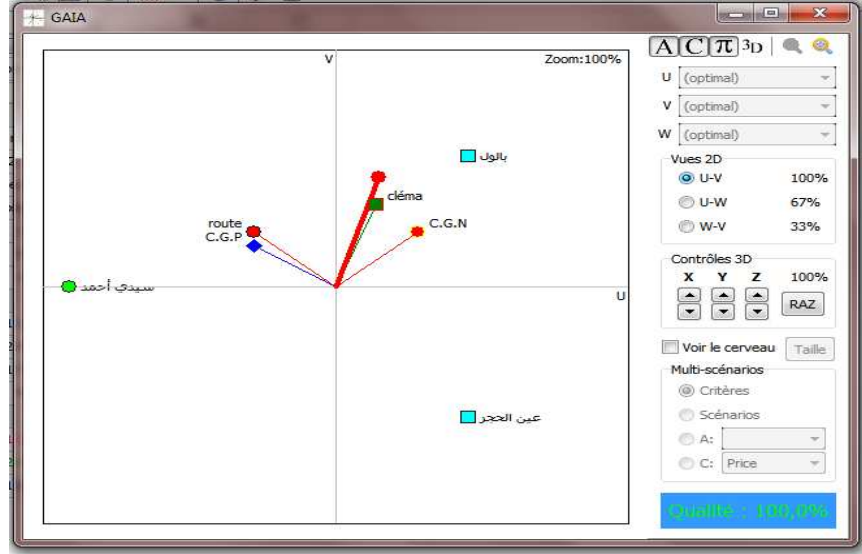 GAIA
V
Zoom:100%
بالول
cléma
route
C.G.N
C.G.P
سيدي أحمد
U
عين الحجر
A C π 3D
U (optimal)
V (optimal)
W (optimal)
Vues 2D
U-V 100%
U-W 67%
W-V 33%
Contrôles 3D
X Y Z 100%
RAZ
Voir le cerveau Taille
Multi-scénarios
Critères
Scénarios
A:
C: Price
Qualité : 100,0%